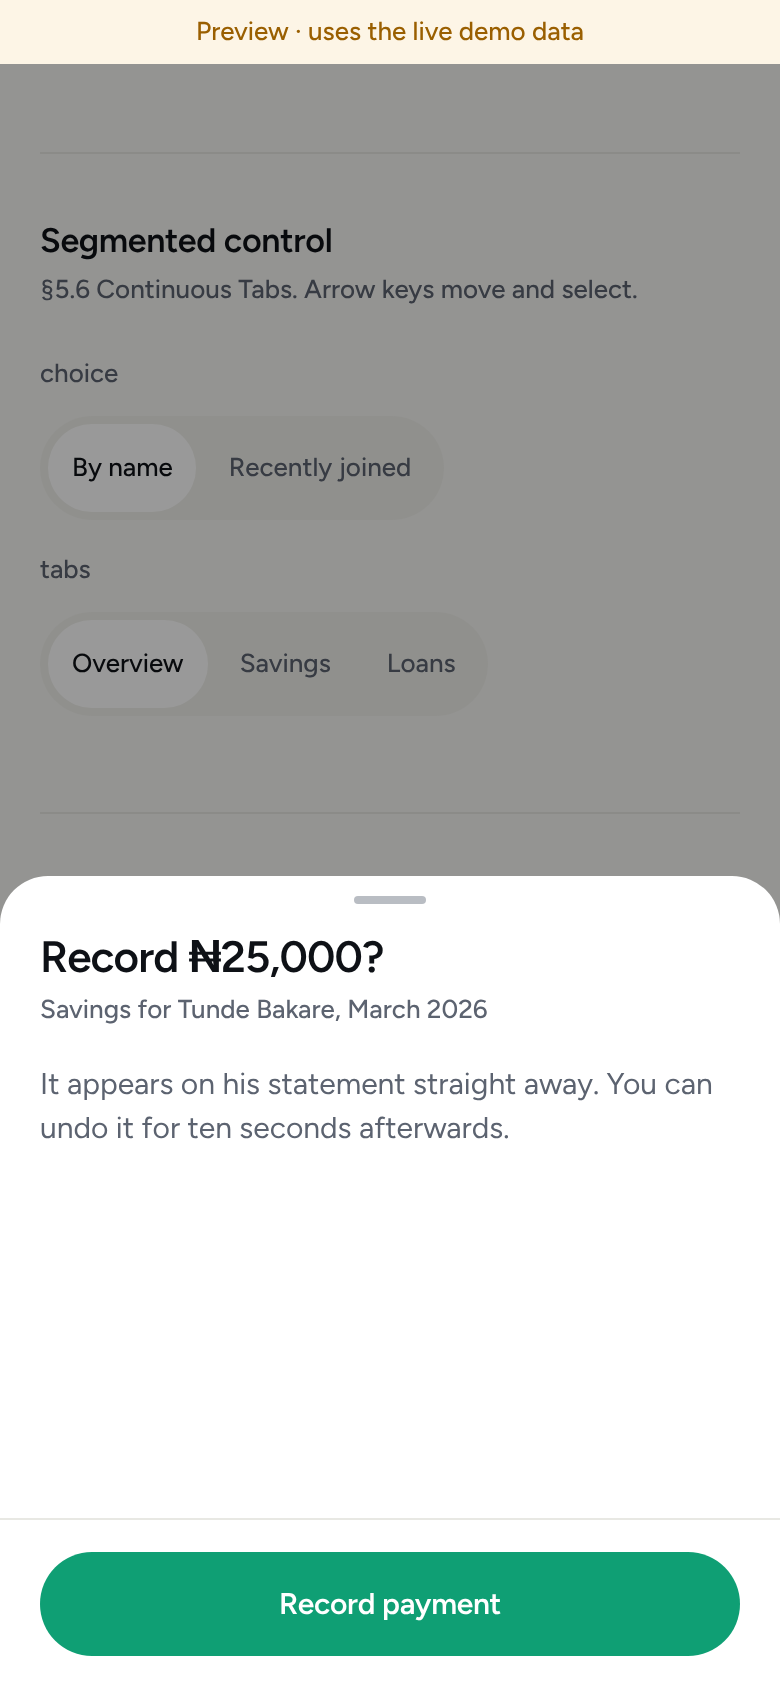 Preview · uses the live demo data
Segmented control
§5.6 Continuous Tabs. Arrow keys move and select.
choice
By name
Recently joined
tabs
Overview
Savings
Loans
Record ₦25,000?
Savings for Tunde Bakare, March 2026
It appears on his statement straight away. You can
undo it for ten seconds afterwards.
Record payment